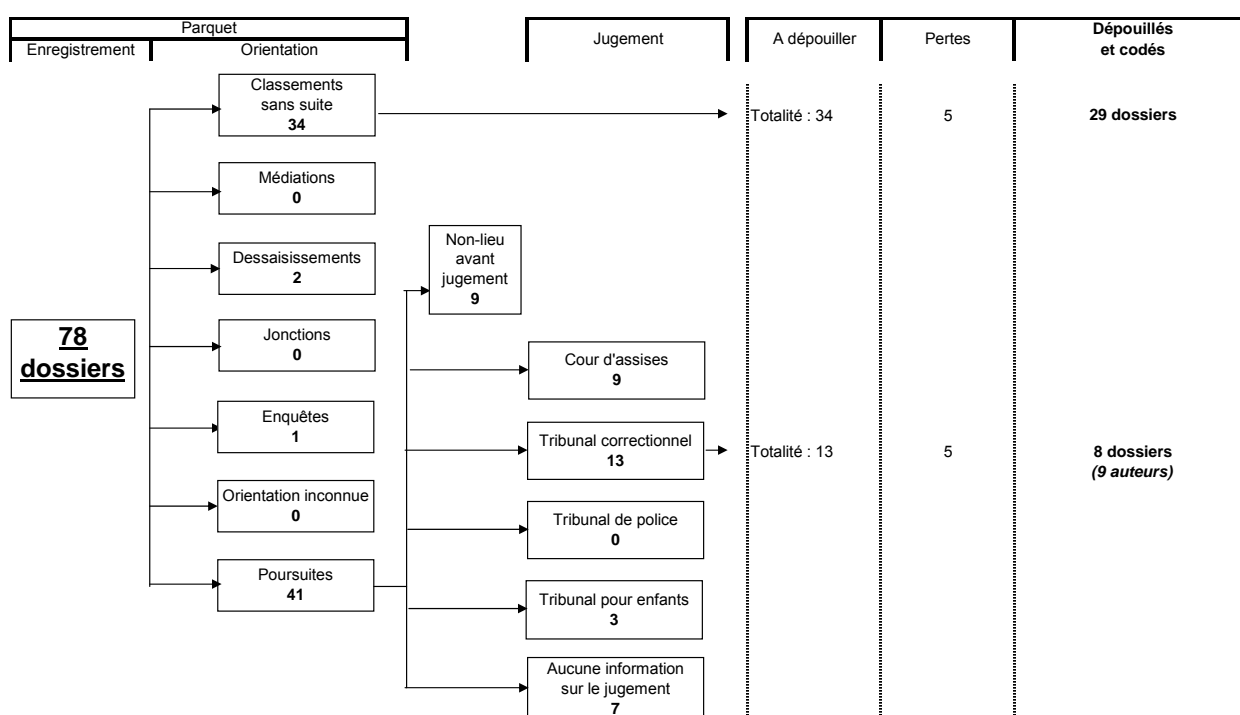 Parquet
Enregistrement
Orientation
Jugement
A dépouiller
Pertes
Dépouillés
et codés
Classements
sans suite
34
Totalité : 34
5
29 dossiers
Médiations
0
Dessaisissements
2
Non-lieu
avant
jugement
9
78
dossiers
Jonctions
0
Cour d'assises
9
Enquêtes
1
Tribunal correctionnel
13
Totalité : 13
5
8 dossiers
(9 auteurs)
Orientation inconnue
0
Tribunal de police
0
Poursuites
41
Tribunal pour enfants
3
Aucune information
sur le jugement
7